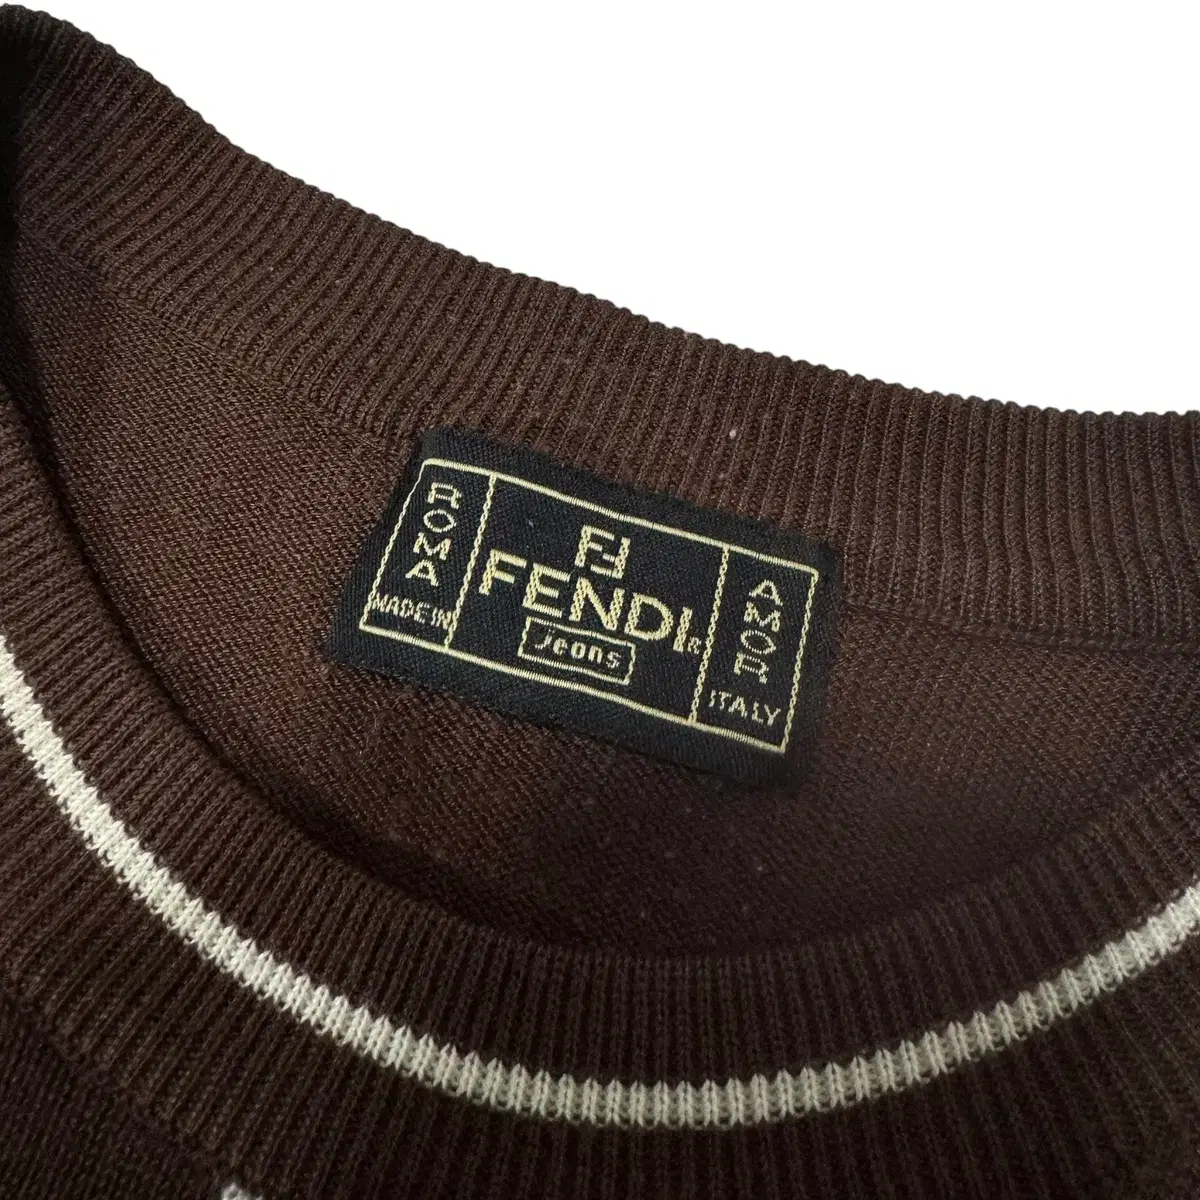 ROMA
MADE IN
FF
FENDI®
jeans
AMOR
ITALY